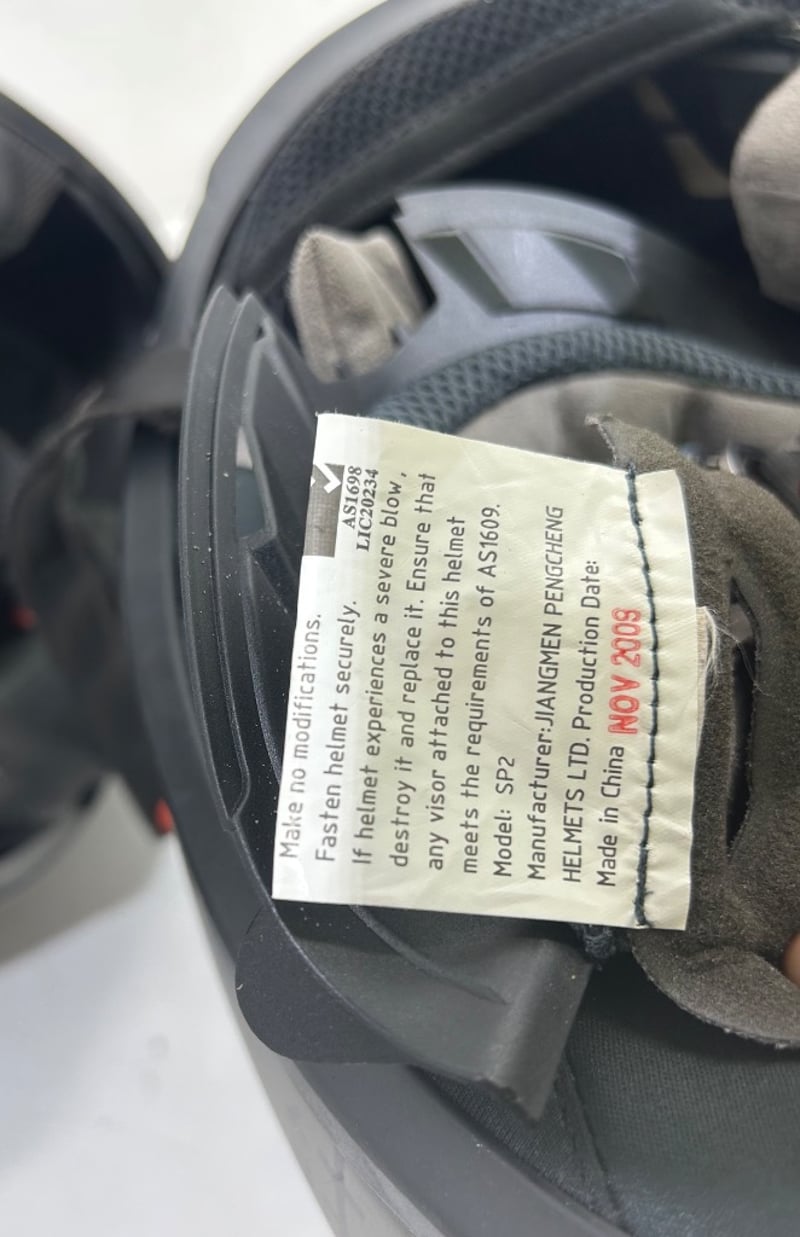 AS1698
LIC20234
Make no modifications.
Fasten helmet securely.
If helmet experiences a severe blow,
destroy it and replace it. Ensure that
any visor attached to this helmet
meets the requirements of AS1609.
Model: SP2
Manufacturer:JIANGMEN PENGCHENG
HELMETS LTD. Production Date:
Made in China NOV 2009